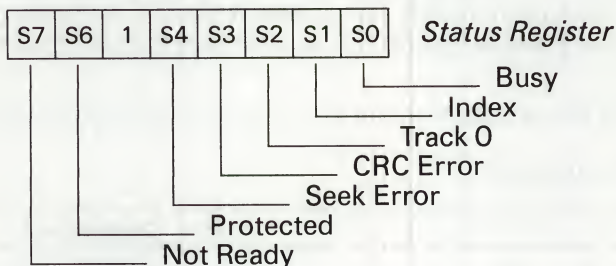 S7 S6 1 S4 S3 S2 S1 S0 Status Register
Busy
Index
Track 0
CRC Error
Seek Error
Protected
Not Ready